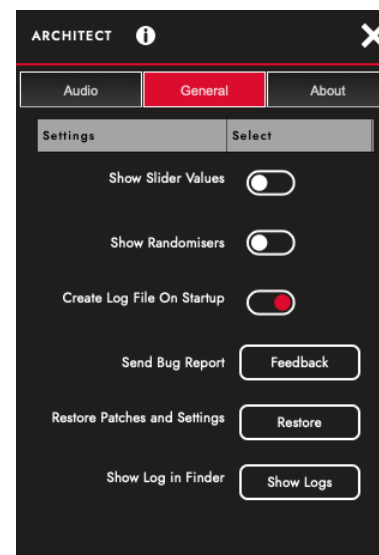 ARCHITECT i
Audio General About
Settings Select
Show Slider Values
Show Randomisers
Create Log File On Startup
Send Bug Report Feedback
Restore Patches and Settings Restore
Show Log in Finder Show Logs